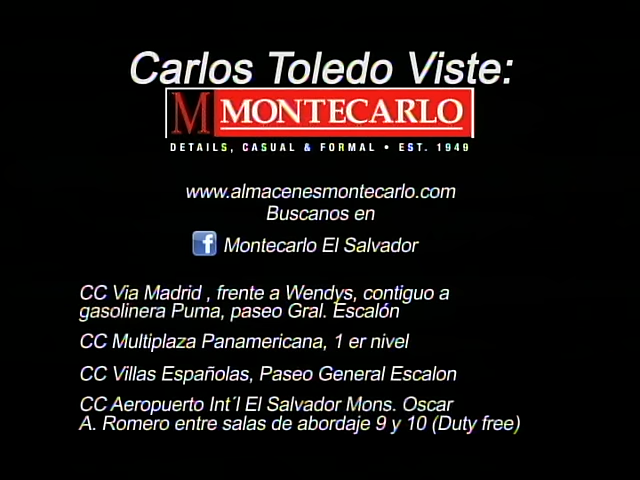 Carlos Toledo Viste:
M MONTECARLO
DETAILS, CASUAL & FORMAL • EST. 1949
www.almacenesmontecarlo.com
Buscanos en
f Montecarlo El Salvador
CC Via Madrid , frente a Wendys, contiguo a
gasolinera Puma, paseo Gral. Escalón
CC Multiplaza Panamericana, 1 er nivel
CC Villas Españolas, Paseo General Escalon
CC Aeropuerto Int´l El Salvador Mons. Oscar
A. Romero entre salas de abordaje 9 y 10 (Duty free)